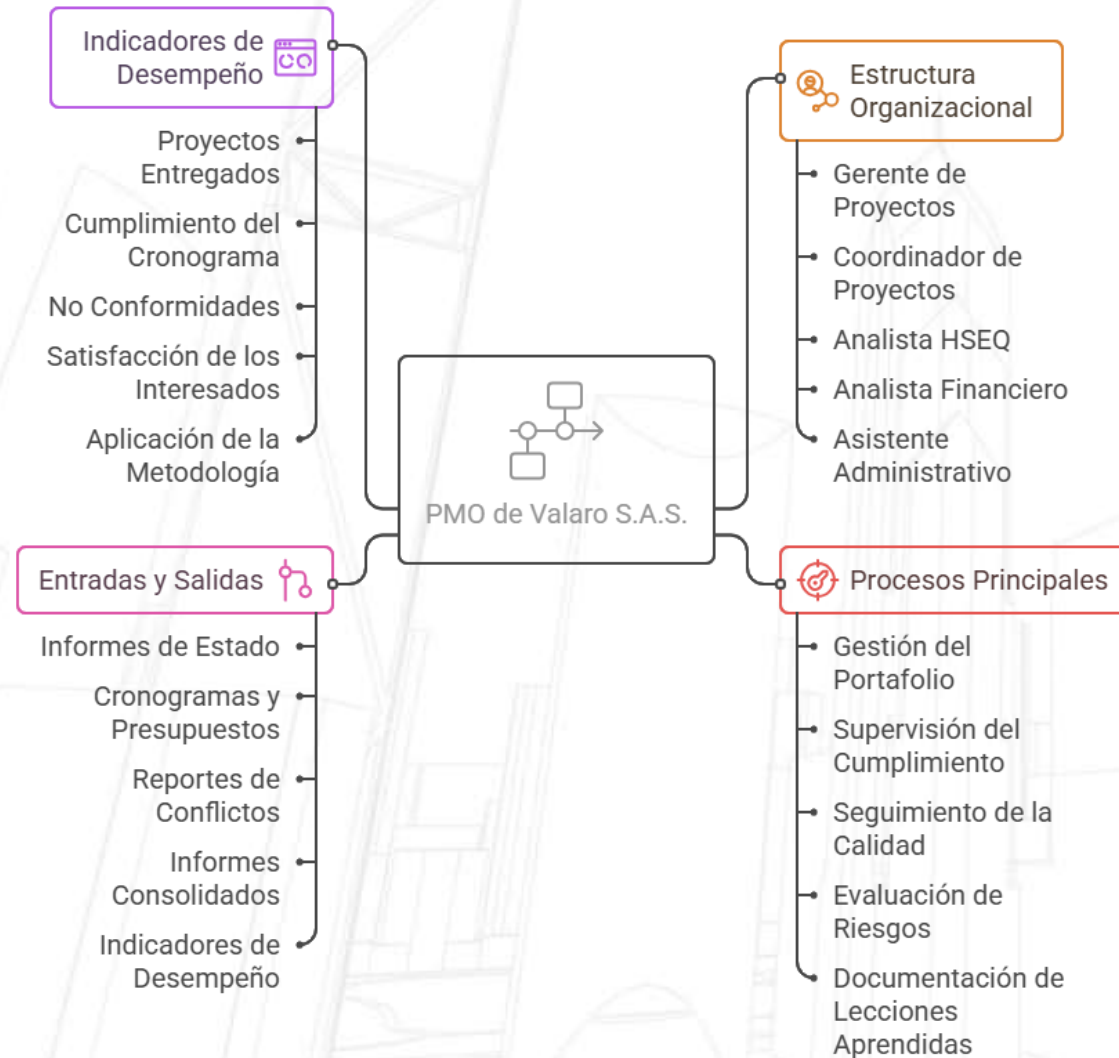 Indicadores de
Desempeño
Proyectos
Entregados
Cumplimiento del
Cronograma
No Conformidades
Satisfacción de los
Interesados
Aplicación de la
Metodología
Estructura
Organizacional
Gerente de
Proyectos
Coordinador de
Proyectos
Analista HSEQ
Analista Financiero
Asistente
Administrativo
PMO de Valaro S.A.S.
Entradas y Salidas
Informes de Estado
Cronogramas y
Presupuestos
Reportes de
Conflictos
Informes
Consolidados
Indicadores de
Desempeño
Procesos Principales
Gestión del
Portafolio
Supervisión del
Cumplimiento
Seguimiento de la
Calidad
Evaluación de
Riesgos
Documentación de
Lecciones
Aprendidas